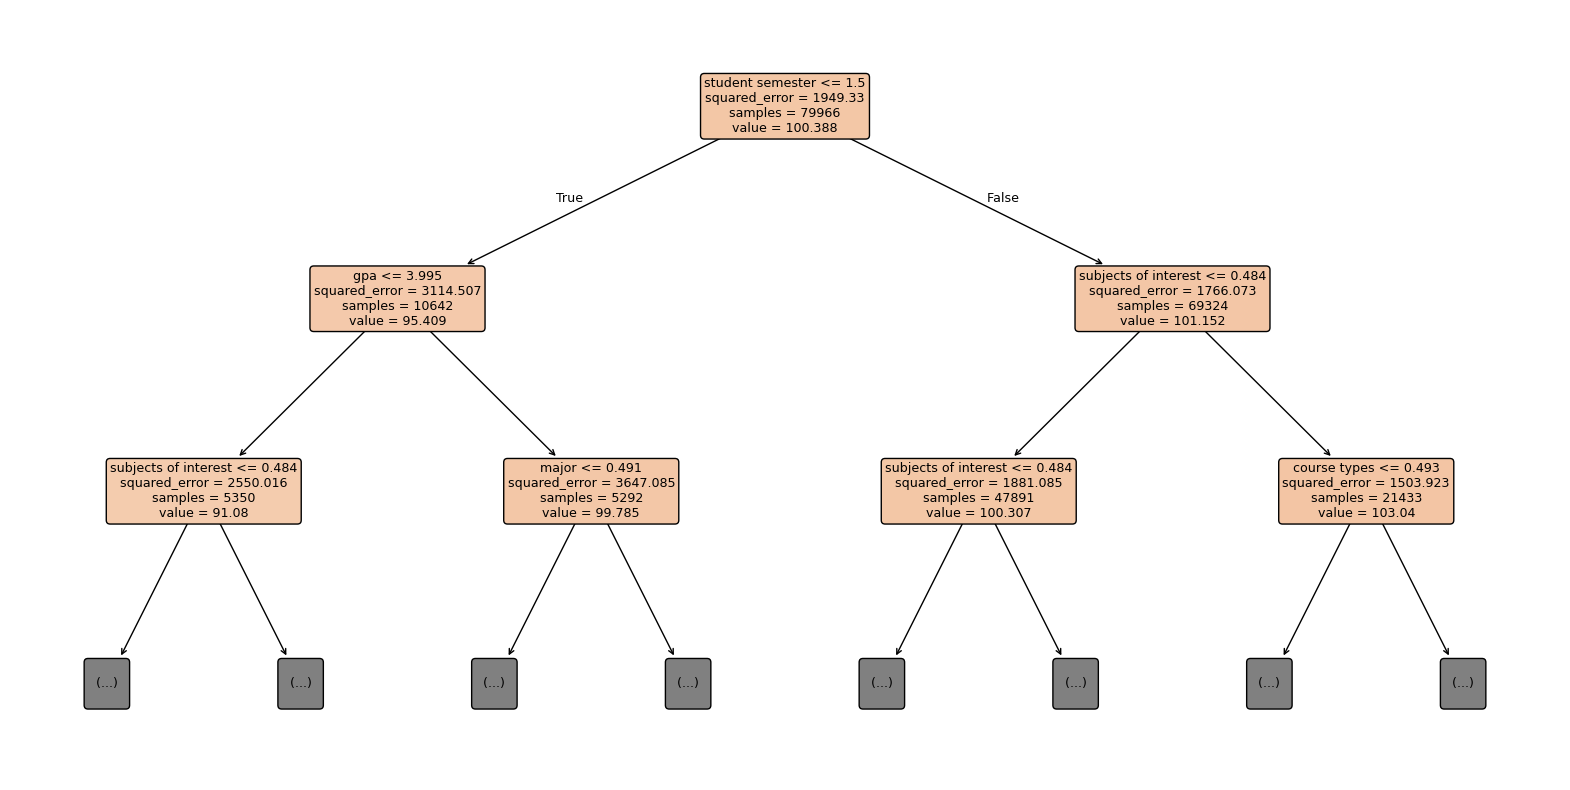 student semester <= 1.5
squared_error = 1949.33
samples = 79966
value = 100.388
True
False
gpa <= 3.995
squared_error = 3114.507
samples = 10642
value = 95.409
subjects of interest <= 0.484
squared_error = 1766.073
samples = 69324
value = 101.152
subjects of interest <= 0.484
squared_error = 2550.016
samples = 5350
value = 91.08
major <= 0.491
squared_error = 3647.085
samples = 5292
value = 99.785
subjects of interest <= 0.484
squared_error = 1881.085
samples = 47891
value = 100.307
course types <= 0.493
squared_error = 1503.923
samples = 21433
value = 103.04
(...)
(...)
(...)
(...)
(...)
(...)
(...)
(...)